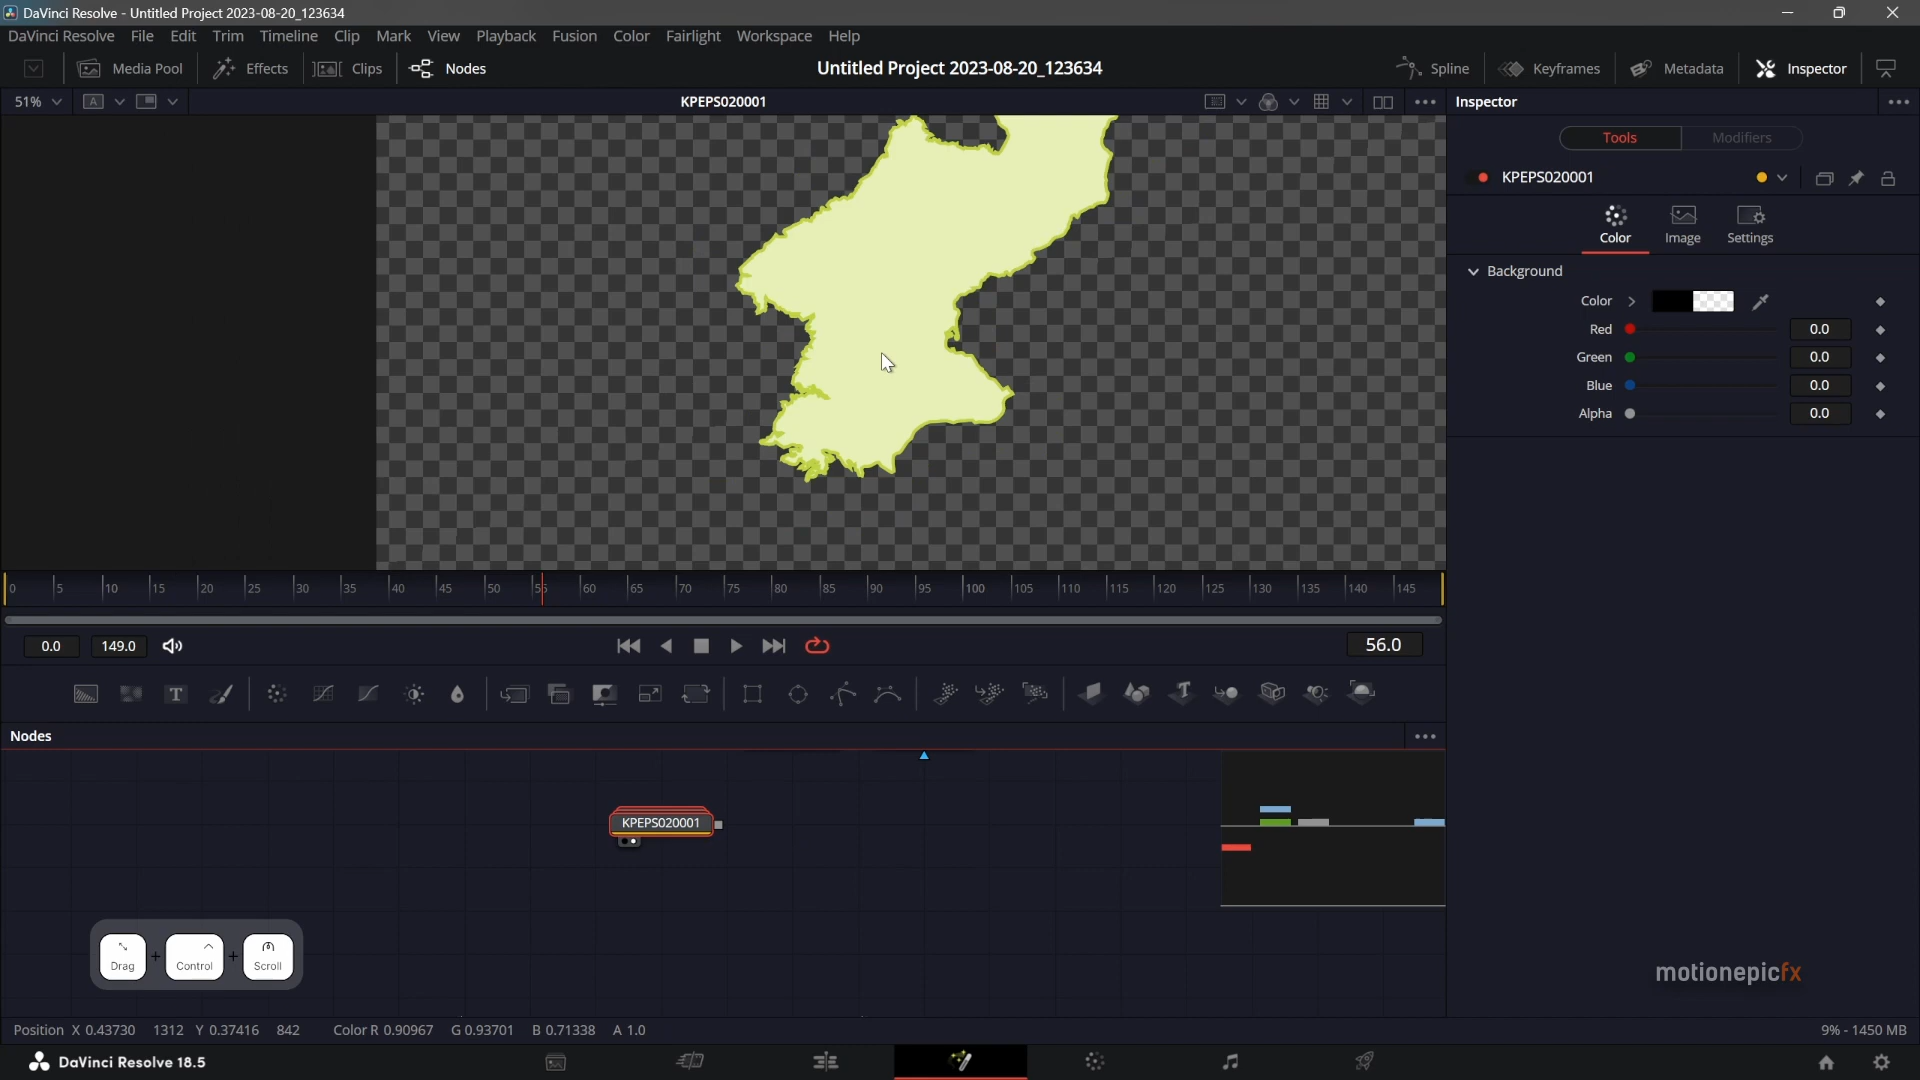 DaVinci Resolve - Untitled Project 2023-08-20_123634
DaVinci Resolve File Edit Trim Timeline Clip Mark View Playback Fusion Color Fairlight Workspace Help
Media Pool Effects Clips Nodes Untitled Project 2023-08-20_123634 Spline Keyframes Metadata Inspector
51% A KPEPS020001 Inspector
Tools Modifiers
KPEPS020001
Color Image Settings
Background
Color
Red 0.0
Green 0.0
Blue 0.0
Alpha 0.0
0 5 10 15 20 25 30 35 40 45 50 55 60 65 70 75 80 85 90 95 100 105 110 115 120 125 130 135 140 145
0.0 149.0 56.0
Nodes
KPEPS020001
Drag + Control + Scroll
motionepicfx
Position X 0.43730 1312 Y 0.37416 842 Color R 0.90967 G 0.93701 B 0.71338 A 1.0 9% - 1450 MB
DaVinci Resolve 18.5